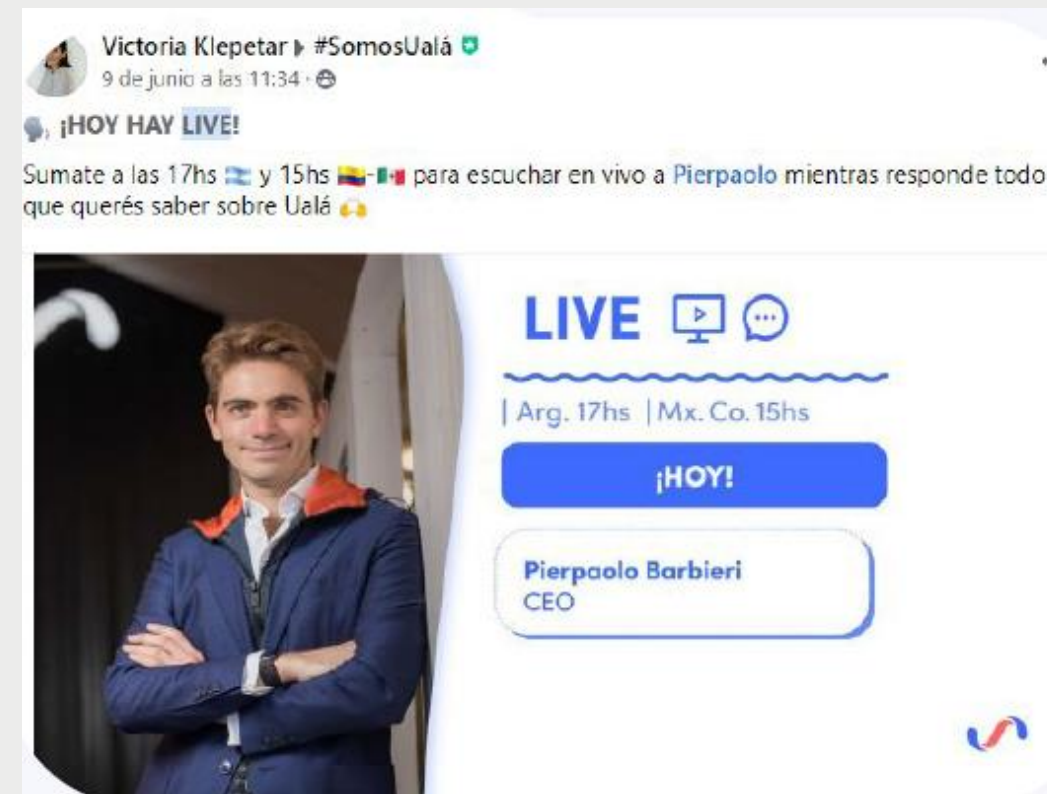 Victoria Klepetar ▸ #SomosUalá
9 de junio a las 11:34 ·
¡HOY HAY LIVE!
Sumate a las 17hs 🇦🇷 y 15hs 🇨🇴-🇲🇽 para escuchar en vivo a Pierpaolo mientras responde todo
que querés saber sobre Ualá 🙌
LIVE
| Arg. 17hs | Mx. Co. 15hs
¡HOY!
Pierpaolo Barbieri
CEO